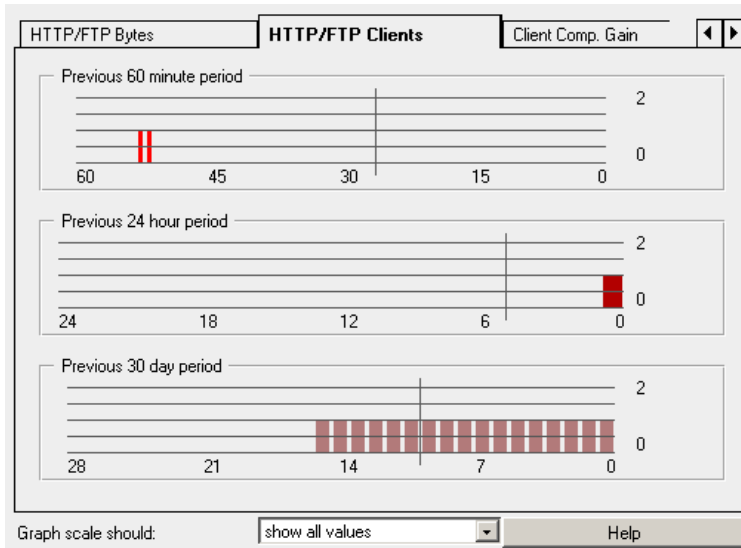 HTTP/FTP Bytes HTTP/FTP Clients Client Comp. Gain
Previous 60 minute period
2
0
60 45 30 15 0
Previous 24 hour period
2
0
24 18 12 6 0
Previous 30 day period
2
0
28 21 14 7 0
Graph scale should: show all values Help